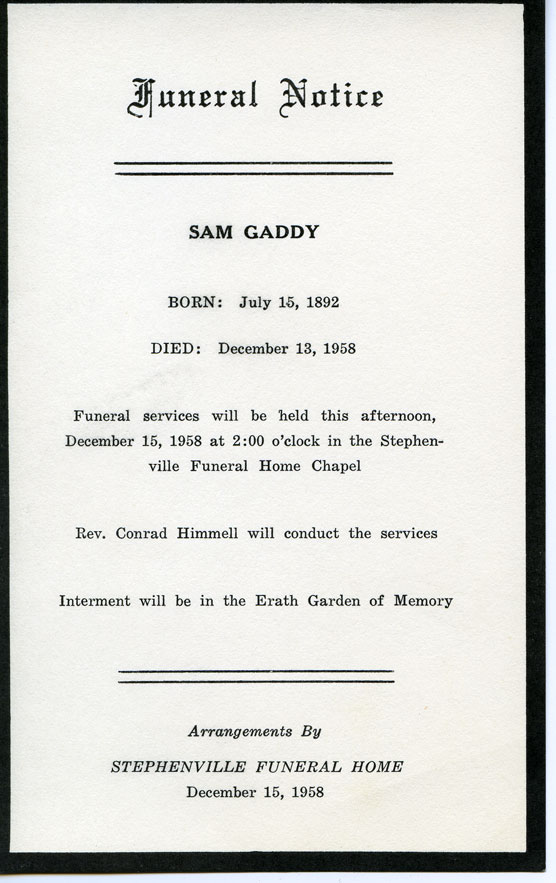 Funeral Notice
SAM GADDY
BORN: July 15, 1892
DIED: December 13, 1958
Funeral services will be held this afternoon,
December 15, 1958 at 2:00 o'clock in the Stephen-
ville Funeral Home Chapel
Rev. Conrad Himmell will conduct the services
Interment will be in the Erath Garden of Memory
Arrangements By
STEPHENVILLE FUNERAL HOME
December 15, 1958